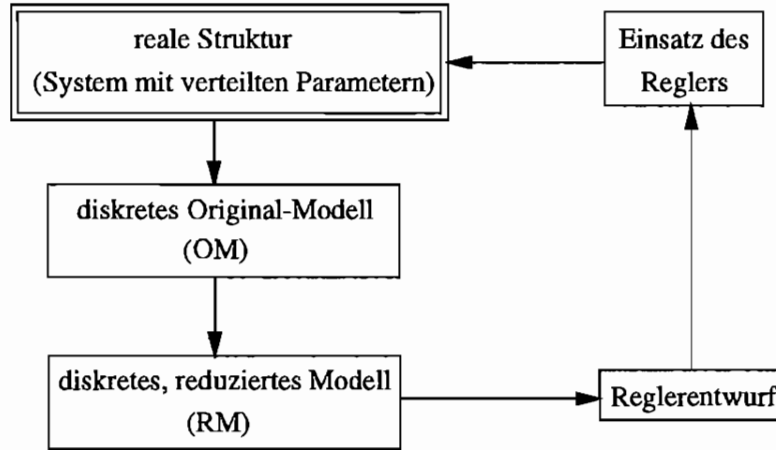 reale Struktur
(System mit verteilten Parametern)
Einsatz des
Reglers
diskretes Original-Modell
(OM)
diskretes, reduziertes Modell
(RM)
Reglerentwurf